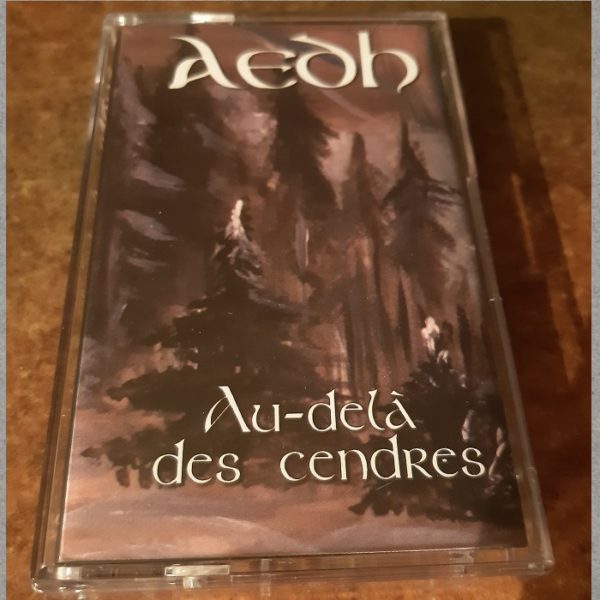 Aedh
Au-delà
des cendres